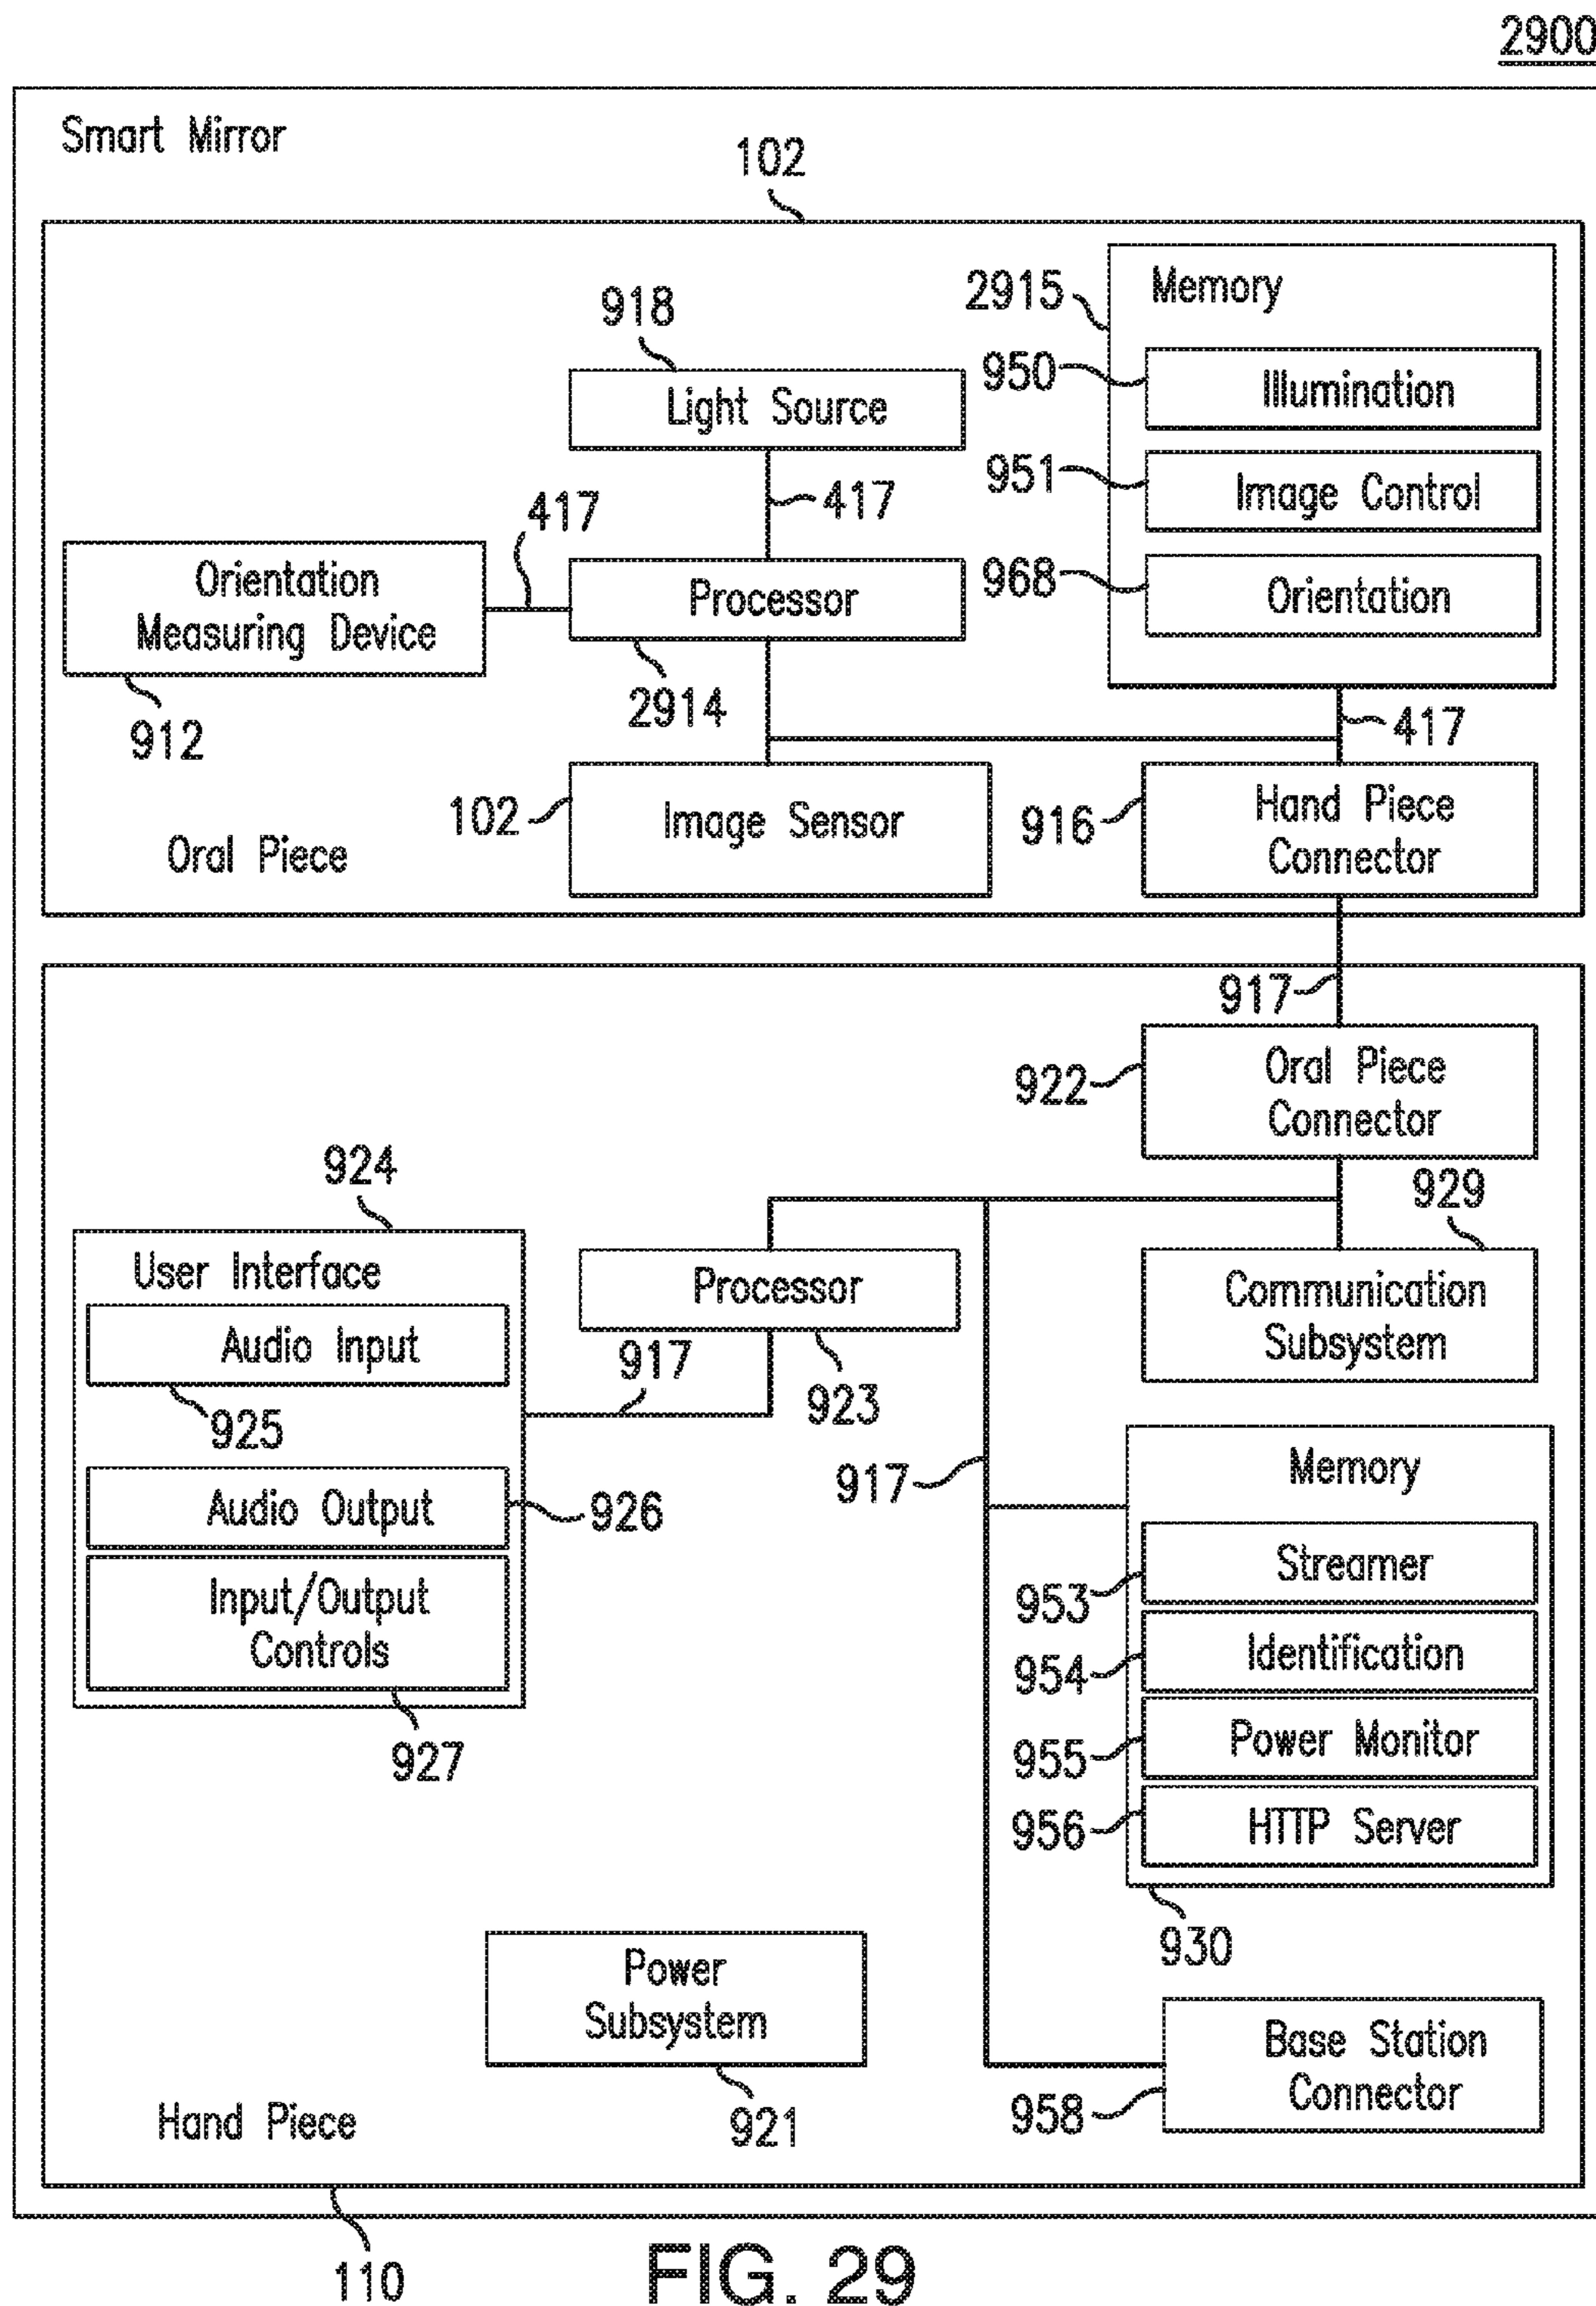 2900
Smart Mirror
102
2915
Memory
918
950
Illumination
Light Source
951
Image Control
417
417
968
Orientation
Orientation
Measuring Device
Processor
2914
912
417
102
Image Sensor
916
Hand Piece
Connector
Oral Piece
917
922
Oral Piece
Connector
924
929
User Interface
Processor
Communication
Subsystem
Audio Input
917
923
925
Memory
917
Audio Output
926
Streamer
953
Input/Output
Controls
Identification
954
927
Power Monitor
955
HTTP Server
956
930
Power
Subsystem
921
Base Station
Connector
958
Hand Piece
110
FIG. 29